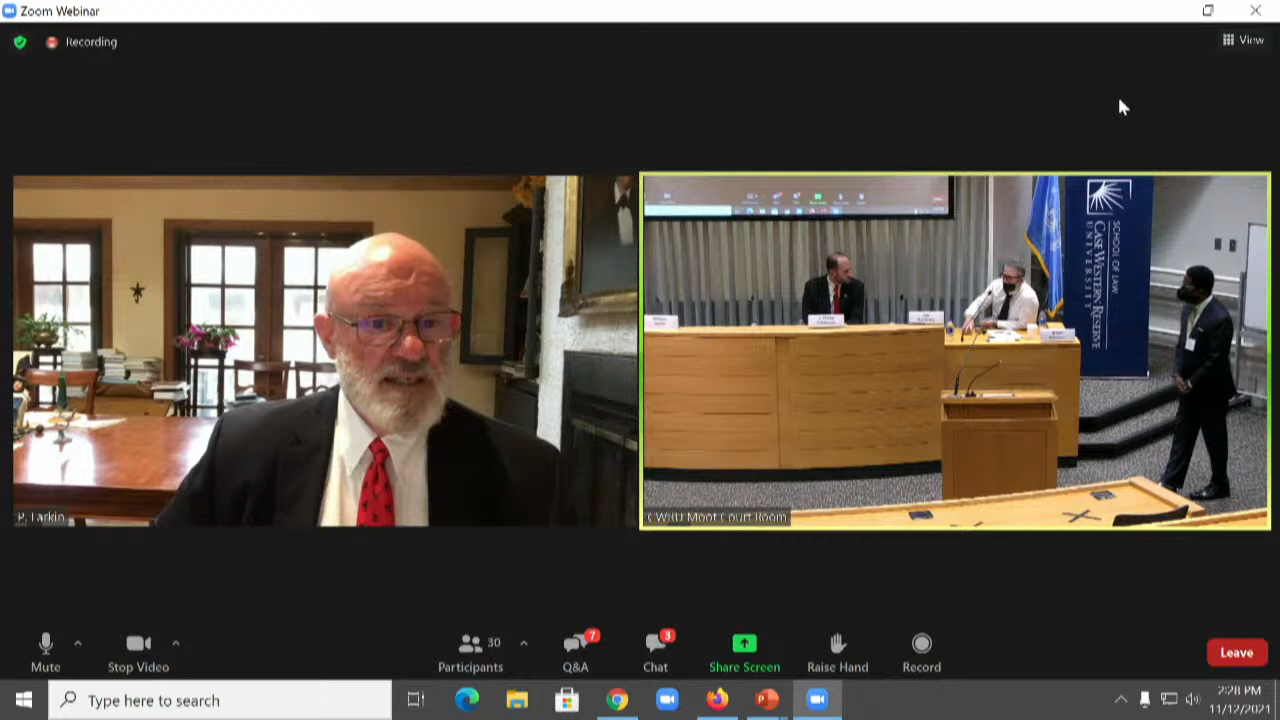 Zoom Webinar
Recording
View
SCHOOL OF LAW
CASE WESTERN RESERVE
UNIVERSITY
P. Larkin
CWRU Moot Court Room
30
7
3
Mute
Stop Video
Participants
Q&A
Chat
Share Screen
Raise Hand
Record
Leave
Type here to search
2:28 PM
11/12/2021